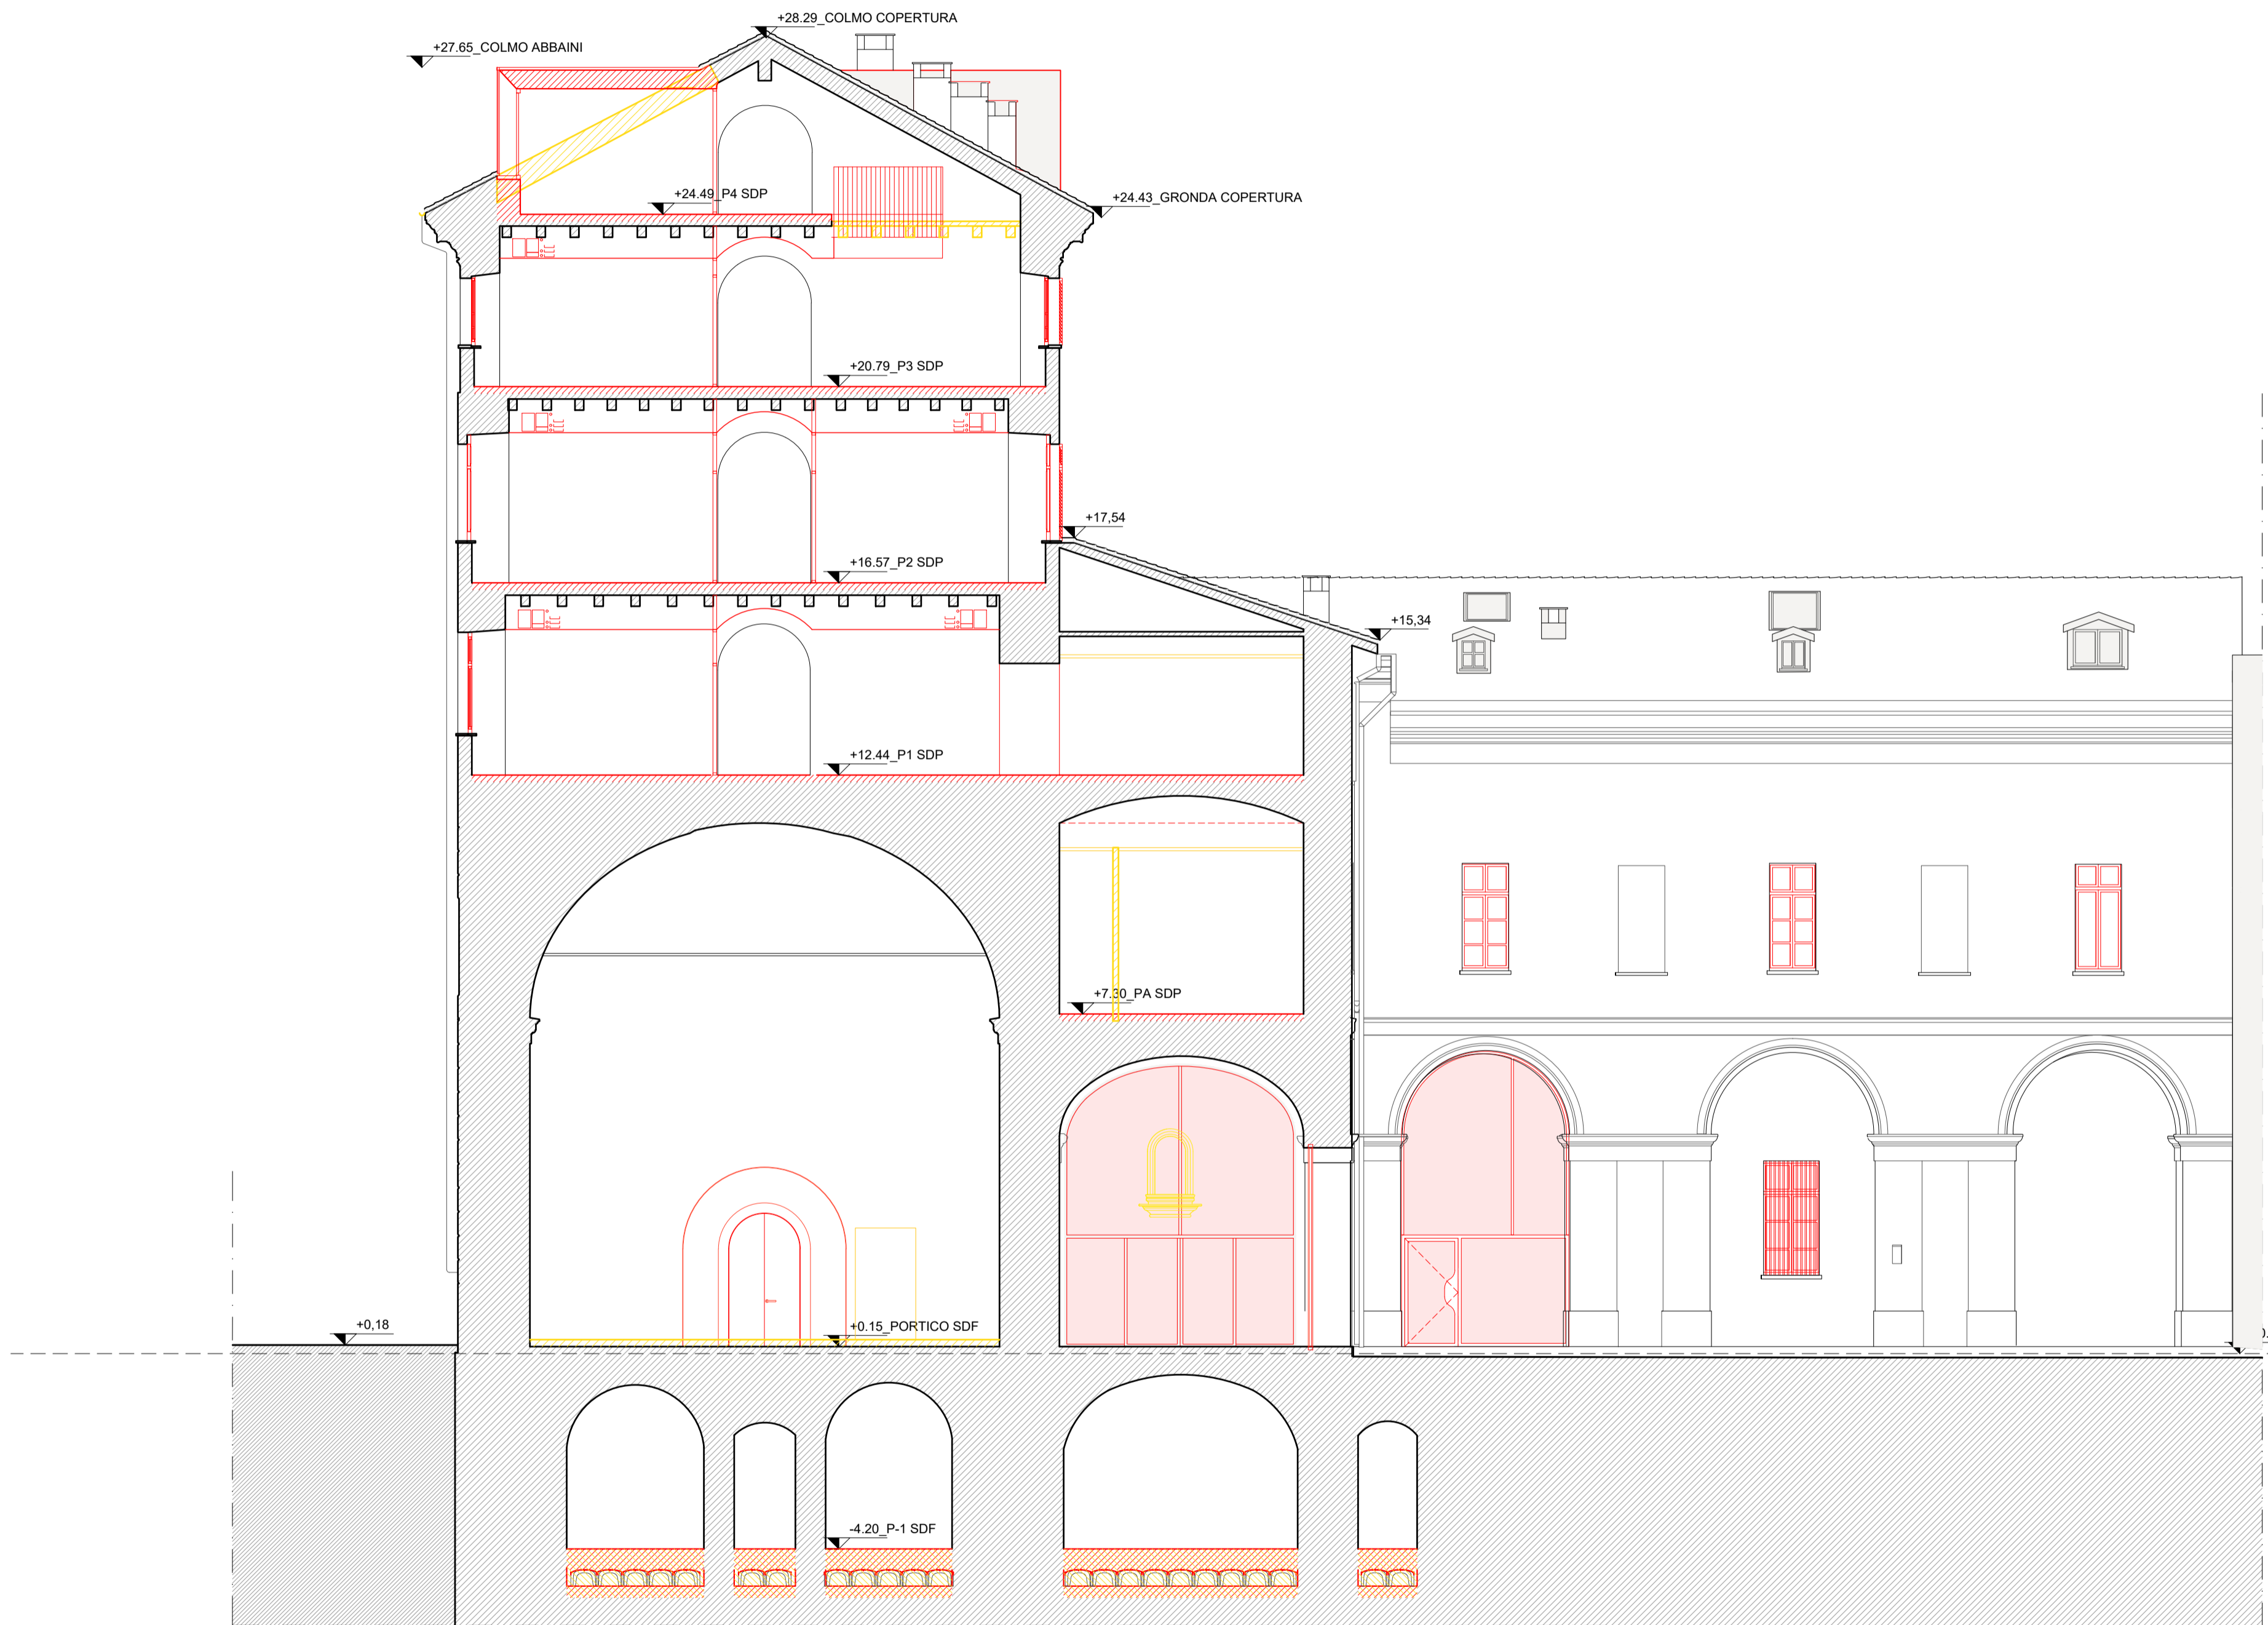 +28.29_COLMO COPERTURA
+27.65_COLMO ABBAINI
+24.49_P4 SDP
+24.43_GRONDA COPERTURA
+20.79_P3 SDP
+17,54
+16.57_P2 SDP
+15,34
+12.44_P1 SDP
+7.30_PA SDP
+0,18
+0.15_PORTICO SDF
-4.20_P-1 SDF